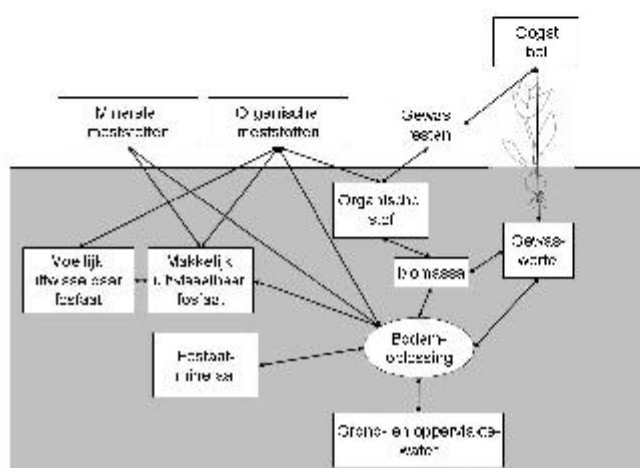 Oogst
bol
Minerale
meststoffen
Organische
meststoffen
Gewas
resten
Organische
stof
Gewas-
wortel
Moeilijk
uitwisselbaar
fosfaat
Makkelijk
uitwisselbaar
fosfaat
biomassa
Bodem-
oplossing
Fosfaat-
mineraal
Grond- en oppervlakte-
water